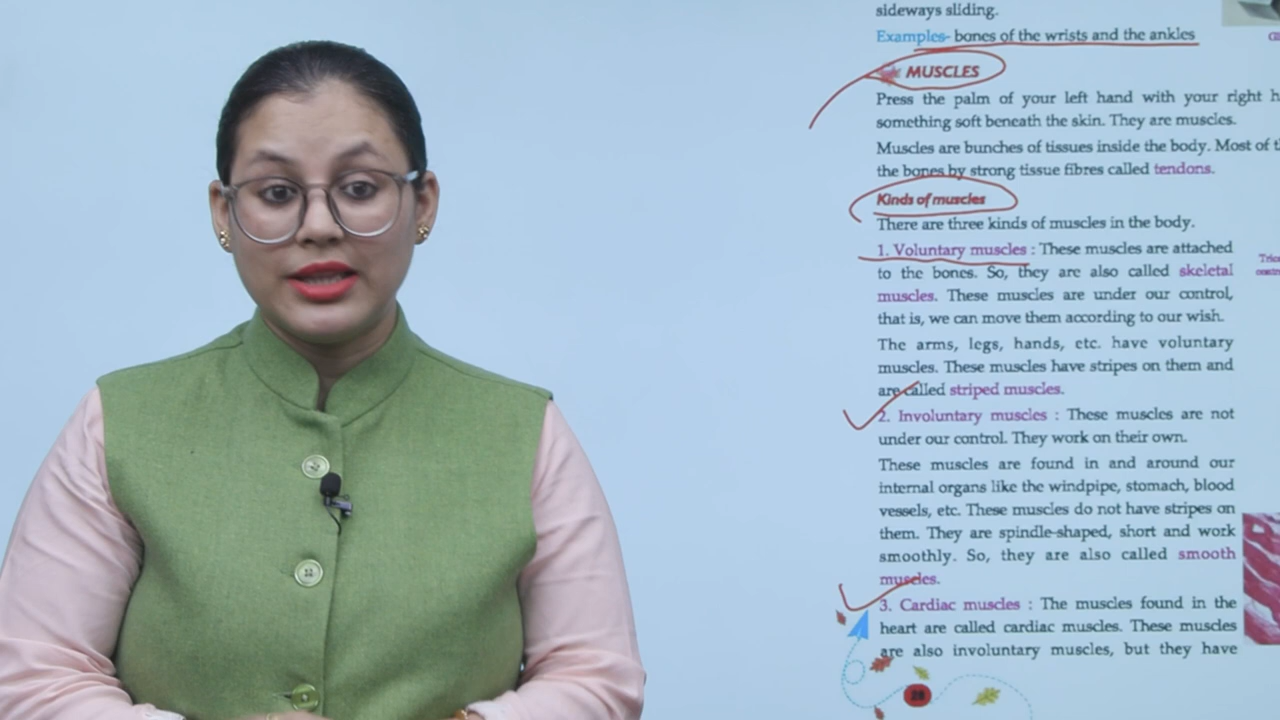 sideways sliding.
Examples- bones of the wrists and the ankles
MUSCLES
Press the palm of your left hand with your right
something soft beneath the skin. They are muscles.
Muscles are bunches of tissues inside the body. Most of
the bones by strong tissue fibres called tendons.
Kinds of muscles
There are three kinds of muscles in the body.
1. Voluntary muscles : These muscles are attached
to the bones. So, they are also called skeletal
muscles. These muscles are under our control,
that is, we can move them according to our wish.
The arms, legs, hands, etc. have voluntary
muscles. These muscles have stripes on them and
are called striped muscles.
2. Involuntary muscles : These muscles are not
under our control. They work on their own.
These muscles are found in and around our
internal organs like the windpipe, stomach, blood
vessels, etc. These muscles do not have stripes on
them. They are spindle-shaped, short and work
smoothly. So, they are also called smooth
muscles.
3. Cardiac muscles : The muscles found in the
heart are called cardiac muscles. These muscles
are also involuntary muscles, but they have
28